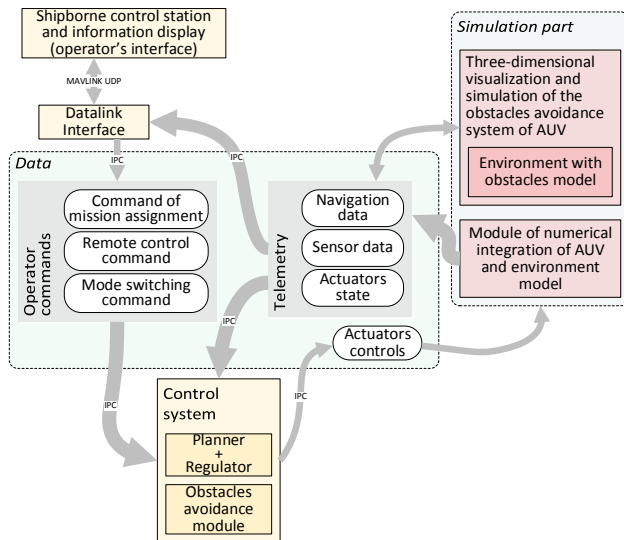 Shipborne control station
and information display
(operator's interface)
MAVLINK UDP
Datalink
Interface
IPC
IPC
Data
Operator
commands
Command of
mission assignment
Remote control
command
Mode switching
command
Telemetry
Navigation
data
Sensor data
Actuators
state
Simulation part
Three-dimensional
visualization and
simulation of the
obstacles avoidance
system of AUV
Environment with
obstacles model
Module of numerical
integration of AUV
and environment
model
IPC
Actuators
controls
IPC
IPC
Control
system
Planner
+
Regulator
Obstacles
avoidance
module